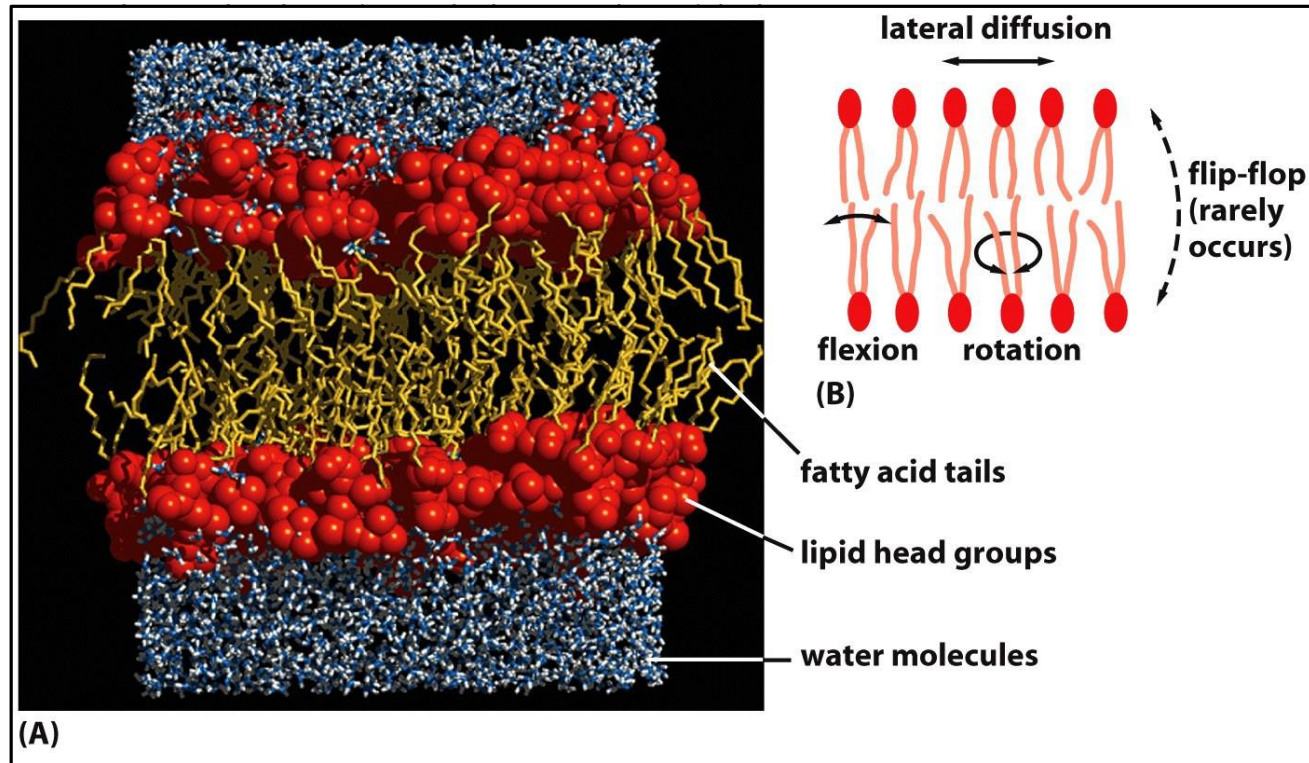 lateral diffusion
flip-flop
(rarely
occurs)
flexion
rotation
(B)
fatty acid tails
lipid head groups
water molecules
(A)